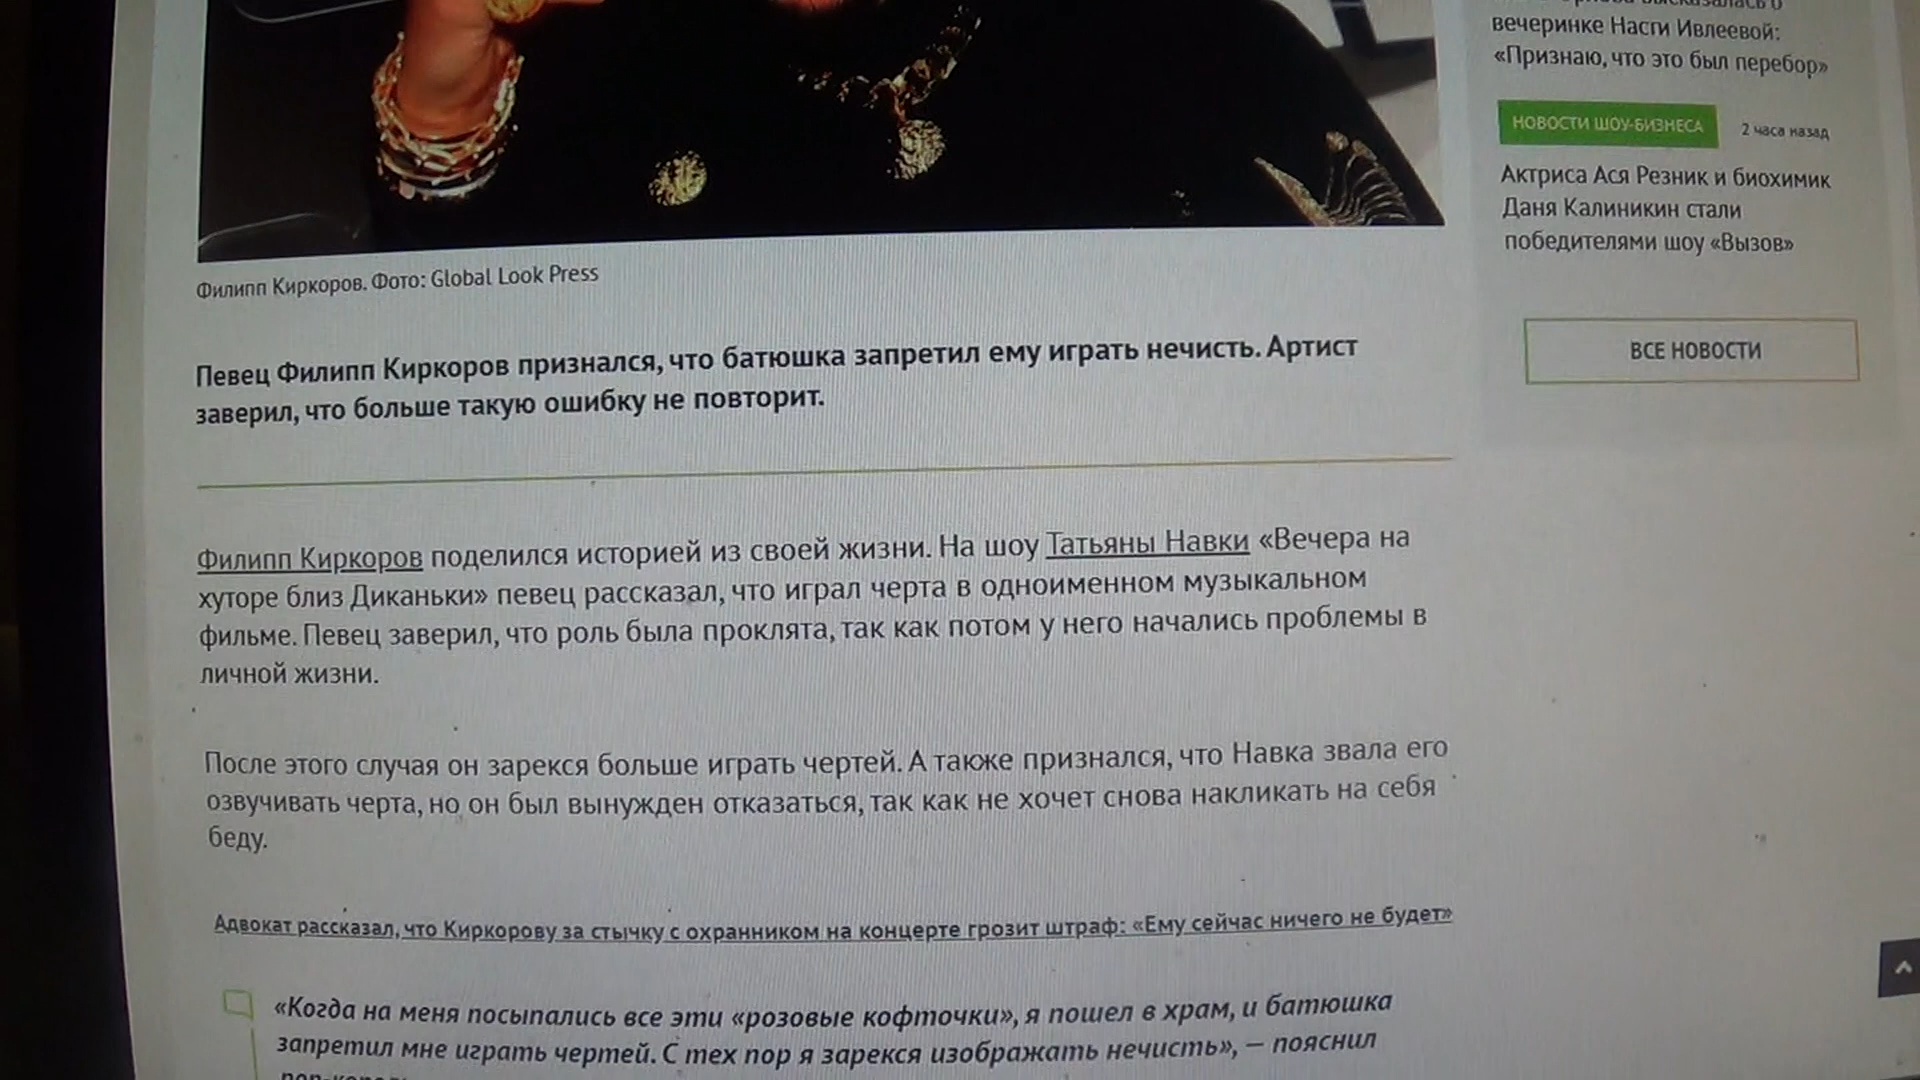 вечеринке Насти Ивлеевой:
«Признаю, что это был перебор»
НОВОСТИ ШОУ-БИЗНЕСА 2 часа назад
Актриса Ася Резник и биохимик
Даня Калиникин стали
победителями шоу «Вызов»
ВСЕ НОВОСТИ
Филипп Киркоров. Фото: Global Look Press
Певец Филипп Киркоров признался, что батюшка запретил ему играть нечисть. Артист
заверил, что больше такую ошибку не повторит.
Филипп Киркоров поделился историей из своей жизни. На шоу Татьяны Навки «Вечера на
хуторе близ Диканьки» певец рассказал, что играл черта в одноименном музыкальном
фильме. Певец заверил, что роль была проклята, так как потом у него начались проблемы в
личной жизни.
После этого случая он зарекся больше играть чертей. А также признался, что Навка звала его
озвучивать черта, но он был вынужден отказаться, так как не хочет снова накликать на себя
беду.
Адвокат рассказал, что Киркорову за стычку с охранником на концерте грозит штраф: «Ему сейчас ничего не будет»
«Когда на меня посыпались все эти «розовые кофточки», я пошел в храм, и батюшка
запретил мне играть чертей. С тех пор я зарекся изображать нечисть», — пояснил